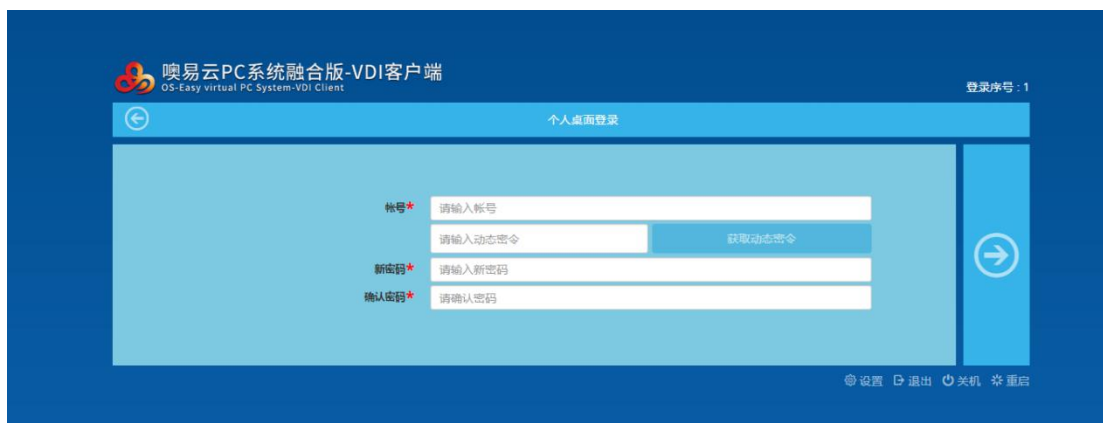 噢易云PC系统融合版-VDI客户端
OS-Easy virtual PC System-VDI Client
登录序号 : 1
个人桌面登录
帐号*
请输入帐号
请输入动态密令
获取动态密令
新密码*
请输入新密码
确认密码*
请确认密码
设置 退出 关机 重启